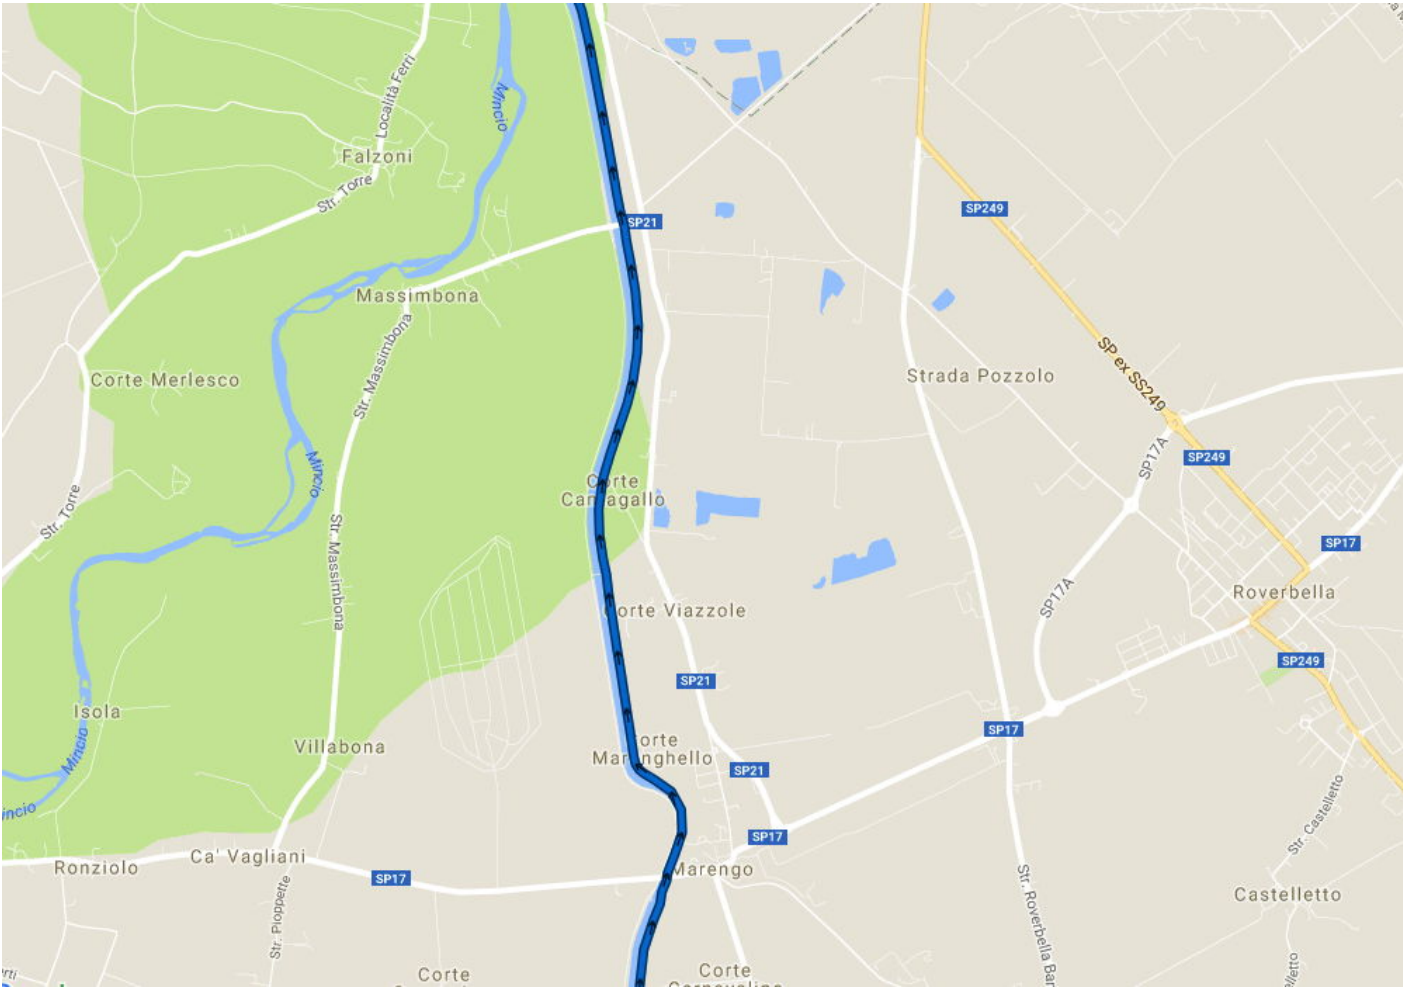 Località Ferri
Mincio
Falzoni
Str. Torre
SP249
SP21
Massimbona
Str. Massimbona
SP ex SS249
Corte Merlesco
Strada Pozzolo
SP17A
SP249
Mincio
Corte
Cantagallo
Str. Torre
Str. Massimbona
SP17
SP17A
Roverbella
Corte Viazzole
SP249
SP21
Isola
SP17
Villabona
Corte
Marenghello
Mincio
SP21
Mincio
Str. Castelletto
SP17
Ca' Vagliani
Ronziolo
Marengo
SP17
Str. Pioppette
Str. Roverbella Bar
Castelletto
Corte
Corte